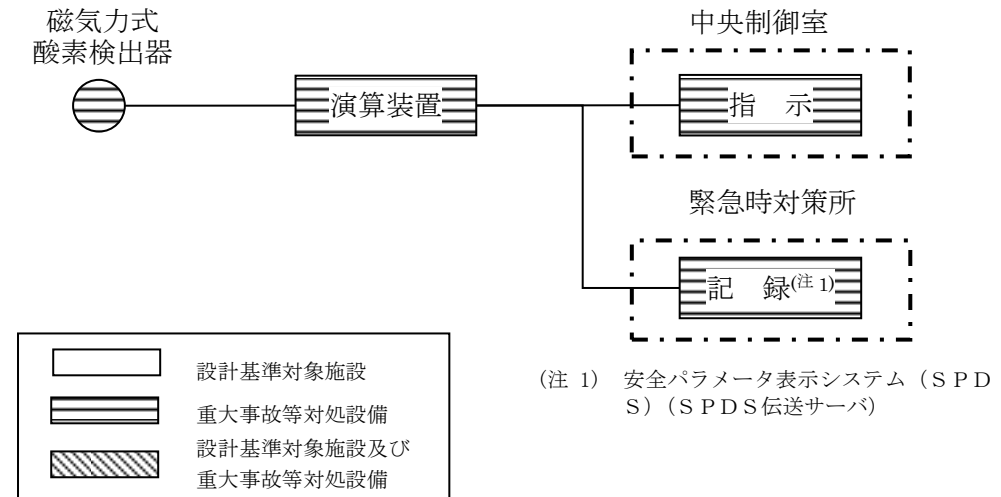 磁気力式
酸素検出器
中央制御室
演算装置
指　示
緊急時対策所
記　録(注 1)
設計基準対象施設
重大事故等対処設備
設計基準対象施設及び
重大事故等対処設備
(注 1)　安全パラメータ表示システム（ＳＰＤ
Ｓ）（ＳＰＤＳ伝送サーバ）